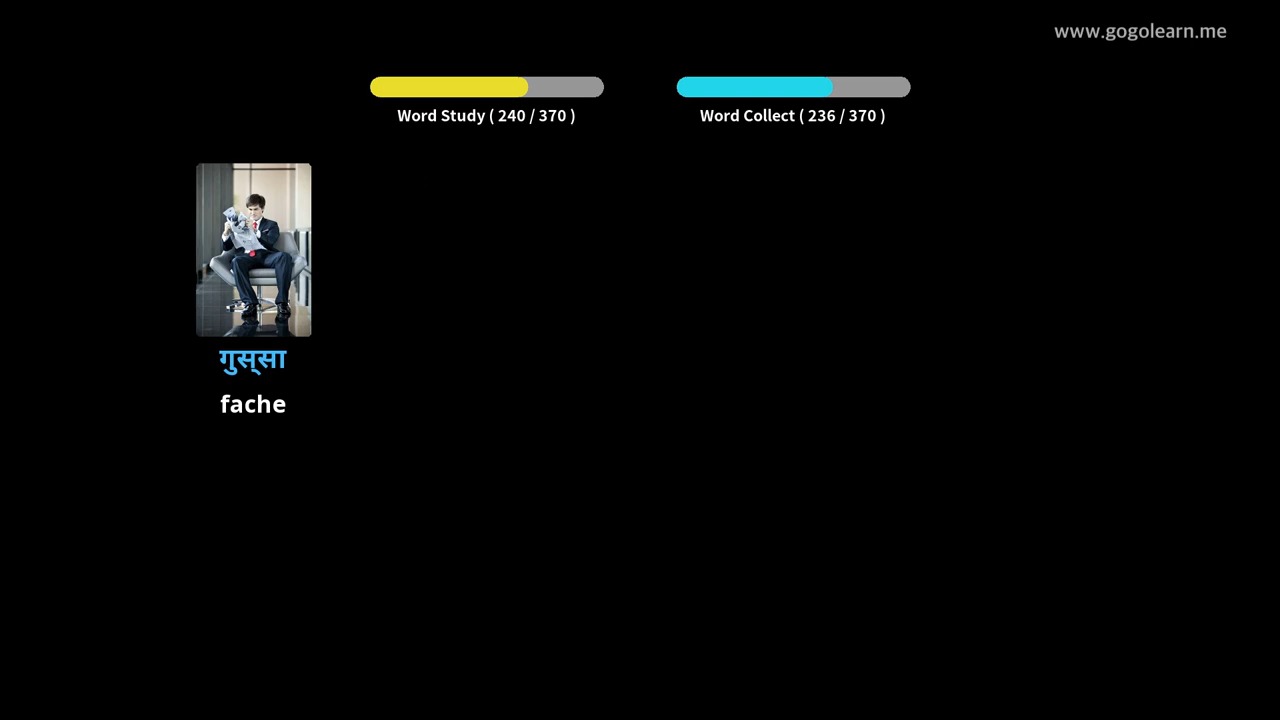 www.gogolearn.me
Word Study ( 240 / 370 )
Word Collect ( 236 / 370 )
गुस्‌सा
fache